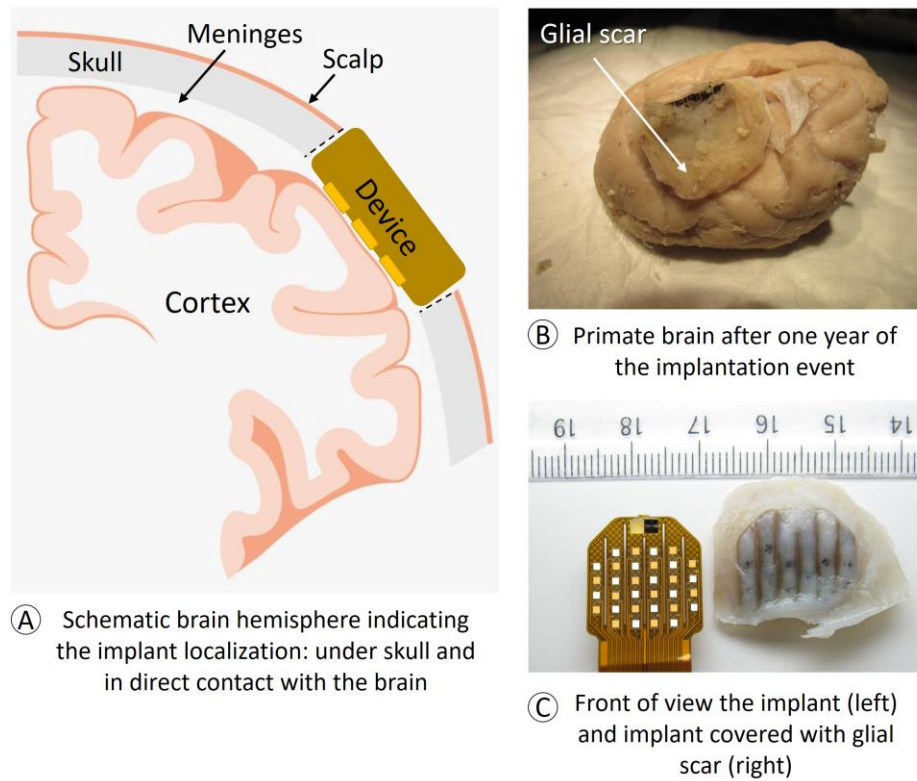 Meninges
Skull
Scalp
Device
Cortex
Ⓐ Schematic brain hemisphere indicating
the implant localization: under skull and
in direct contact with the brain
Glial scar
Ⓑ Primate brain after one year of
the implantation event
19 18 17 16 15 14
Ⓒ Front of view the implant (left)
and implant covered with glial
scar (right)